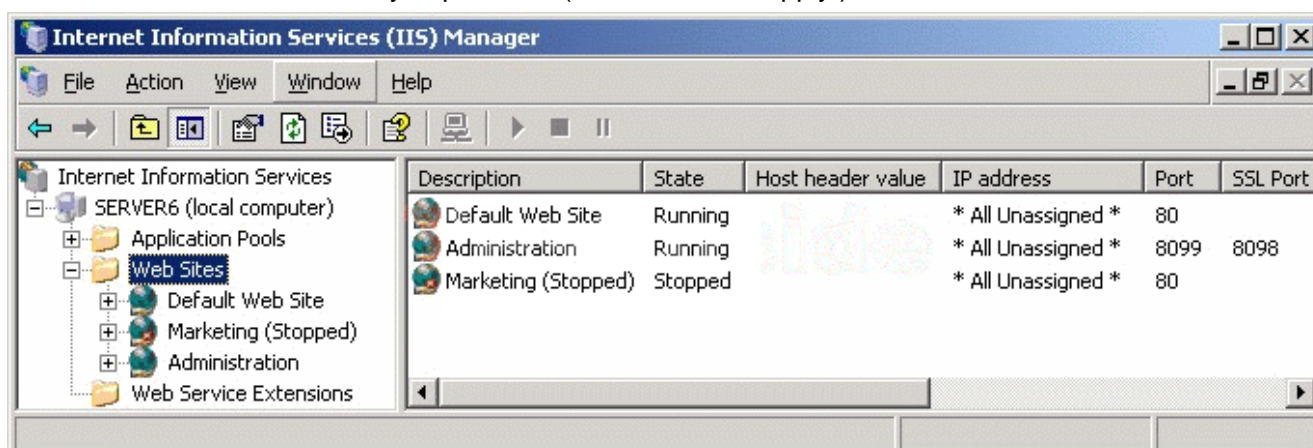 Internet Information Services (IIS) Manager
File Action View Window Help
Internet Information Services
SERVER6 (local computer)
Application Pools
Web Sites
Default Web Site
Marketing (Stopped)
Administration
Web Service Extensions
Description State Host header value IP address Port SSL Port
Default Web Site Running * All Unassigned * 80
Administration Running * All Unassigned * 8099 8098
Marketing (Stopped) Stopped * All Unassigned * 80